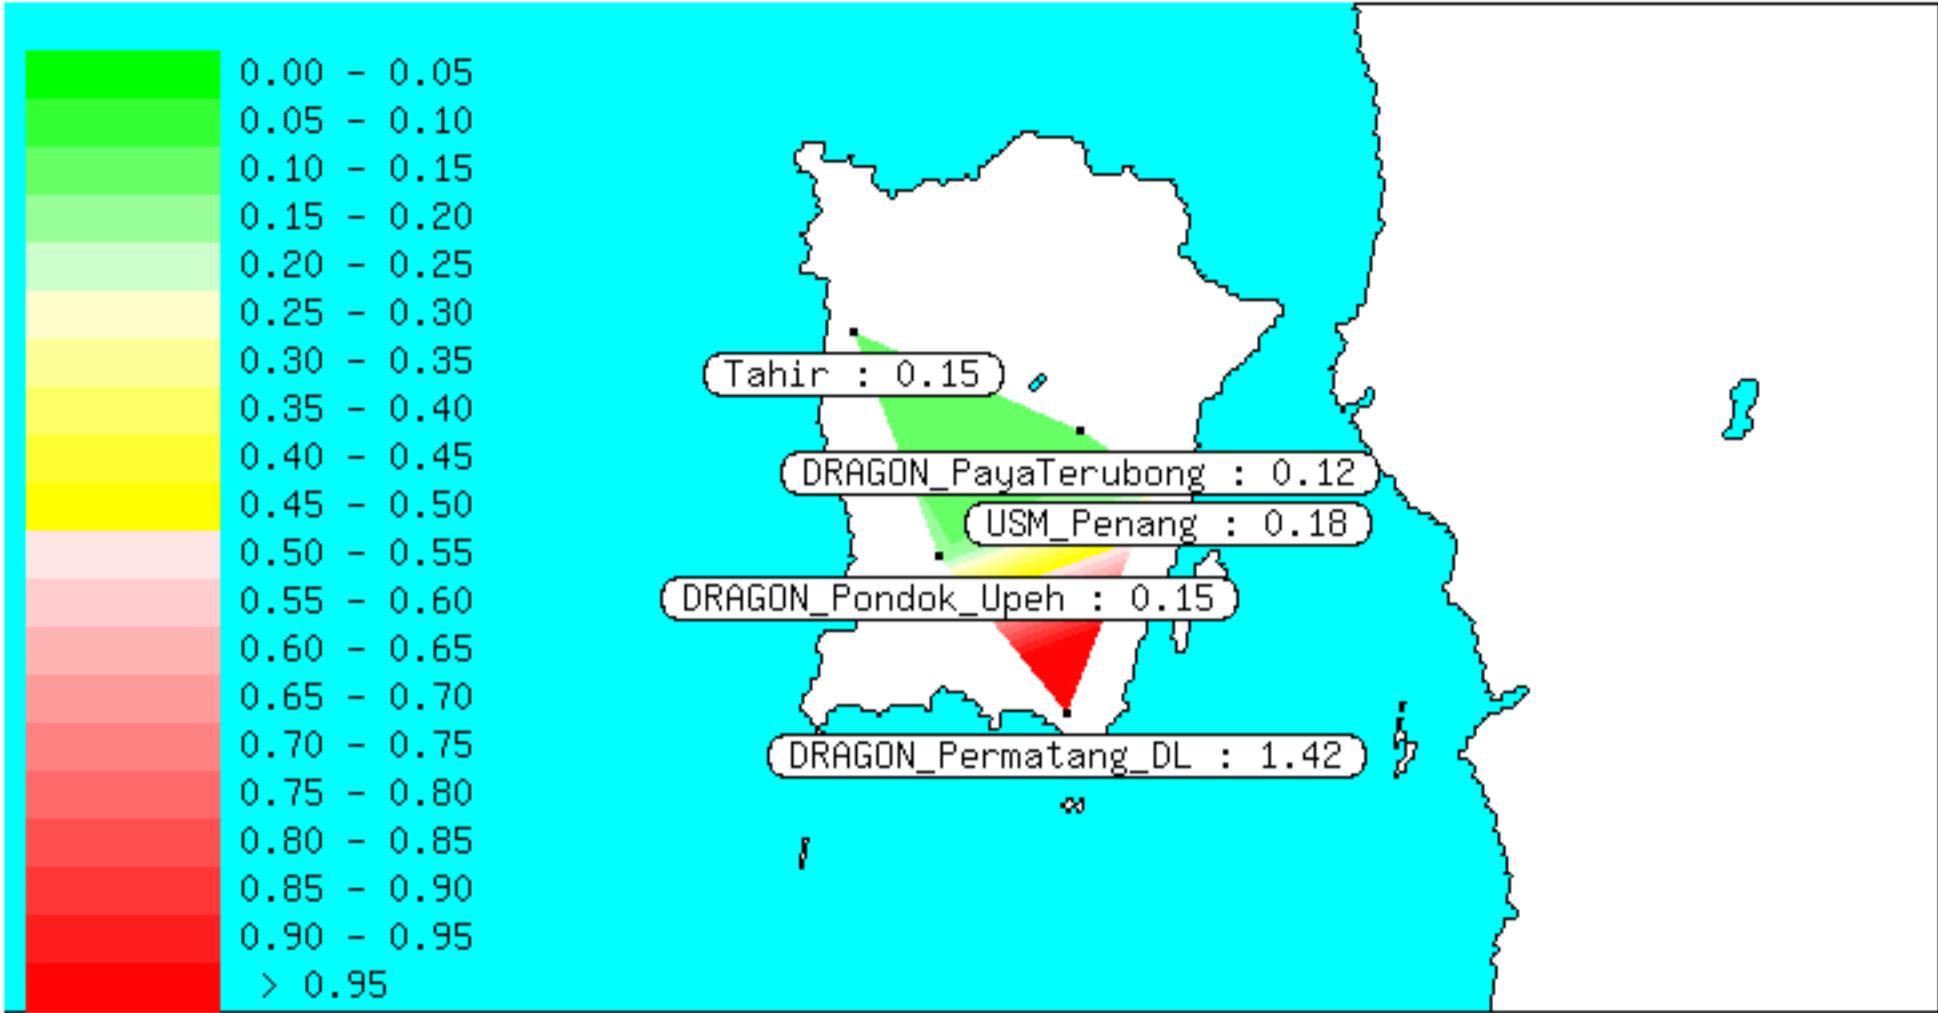 0.00 - 0.05
0.05 - 0.10
0.10 - 0.15
0.15 - 0.20
0.20 - 0.25
0.25 - 0.30
0.30 - 0.35
0.35 - 0.40
0.40 - 0.45
0.45 - 0.50
0.50 - 0.55
0.55 - 0.60
0.60 - 0.65
0.65 - 0.70
0.70 - 0.75
0.75 - 0.80
0.80 - 0.85
0.85 - 0.90
0.90 - 0.95
> 0.95
Tahir : 0.15
DRAGON_PayaTerubong : 0.12
USM_Penang : 0.18
DRAGON_Pondok_Upeh : 0.15
DRAGON_Permatang_DL : 1.42